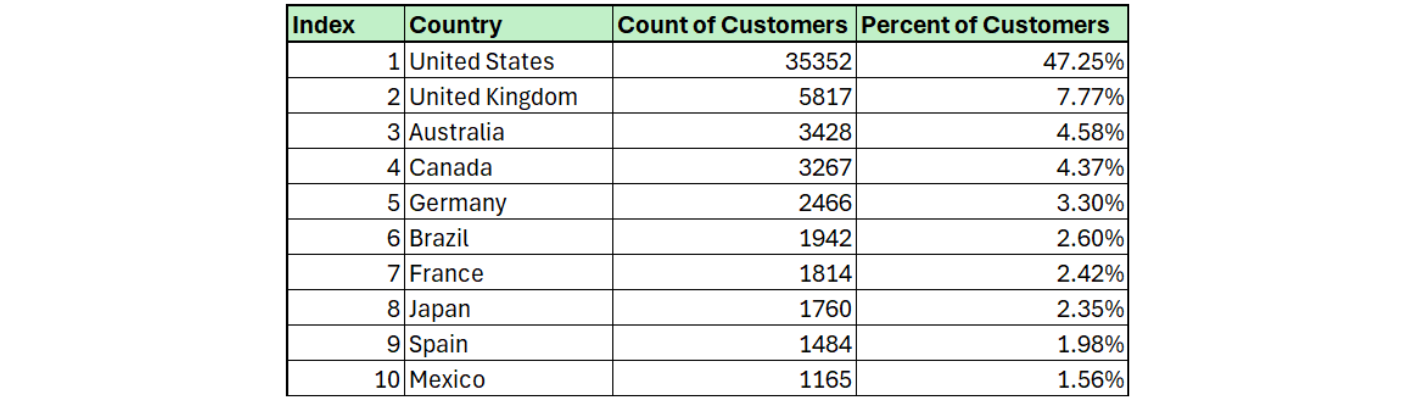 Index Country Count of Customers Percent of Customers
1 United States 35352 47.25%
2 United Kingdom 5817 7.77%
3 Australia 3428 4.58%
4 Canada 3267 4.37%
5 Germany 2466 3.30%
6 Brazil 1942 2.60%
7 France 1814 2.42%
8 Japan 1760 2.35%
9 Spain 1484 1.98%
10 Mexico 1165 1.56%